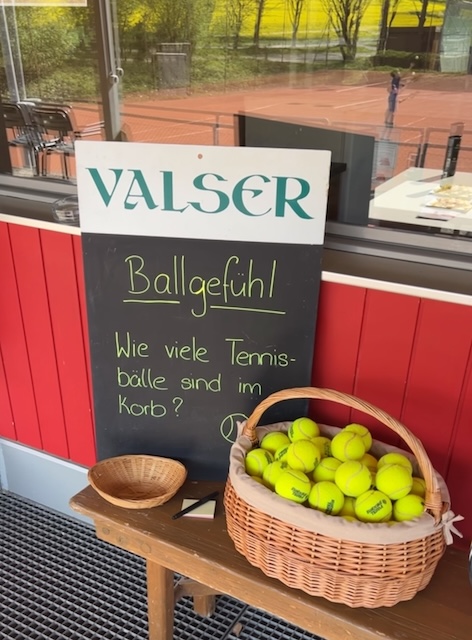 VALSER
Ballgefühl
Wie viele Tennis-
bälle sind im
Korb?